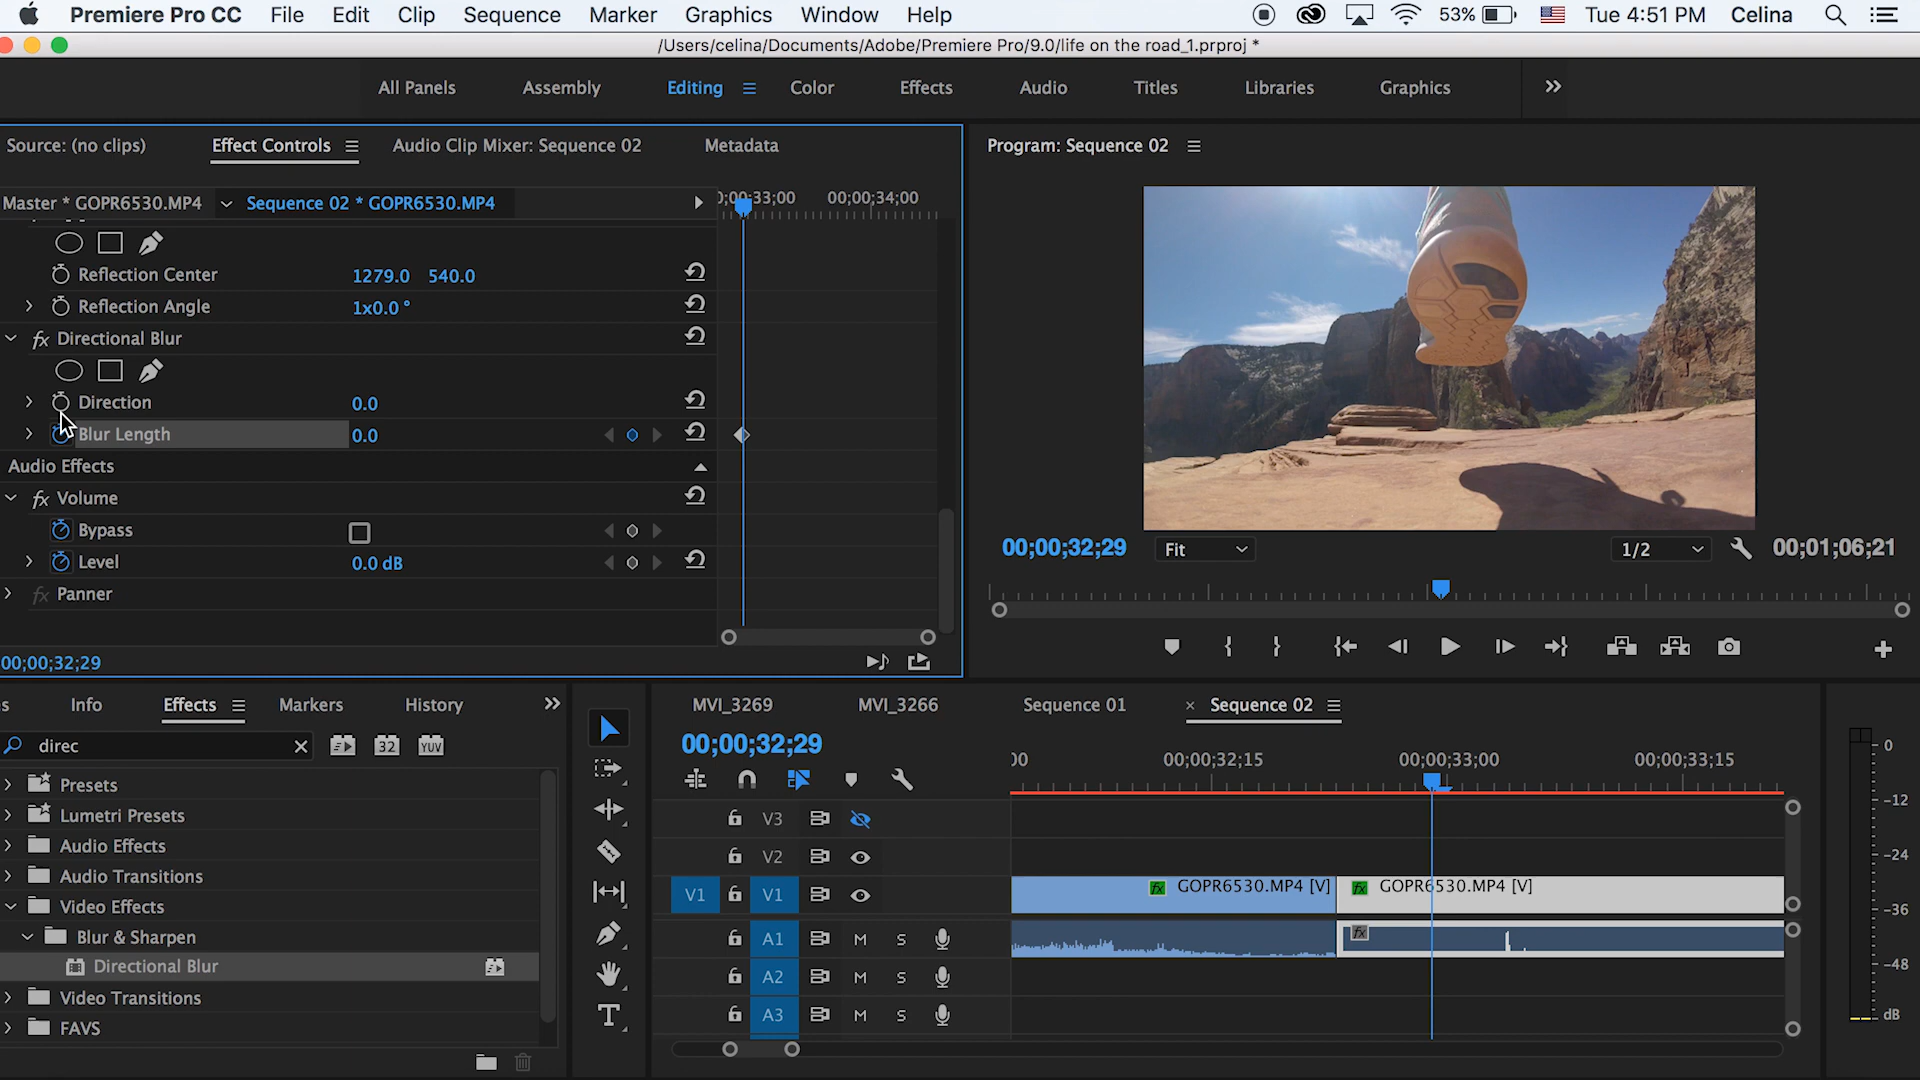 Premiere Pro CC File Edit Clip Sequence Marker Graphics Window Help 53% Tue 4:51 PM Celina
/Users/celina/Documents/Adobe/Premiere Pro/9.0/life on the road_1.prproj *
All Panels Assembly Editing Color Effects Audio Titles Libraries Graphics
Source: (no clips) Effect Controls Audio Clip Mixer: Sequence 02 Metadata
Master * GOPR6530.MP4 Sequence 02 * GOPR6530.MP4
;00;33;00 00;00;34;00
Reflection Center 1279.0 540.0
Reflection Angle 1x0.0 °
fx Directional Blur
Direction 0.0
Blur Length 0.0
Audio Effects
fx Volume
Bypass
Level 0.0 dB
fx Panner
00;00;32;29
Program: Sequence 02
00;00;32;29 Fit 1/2 00;01;06;21
s Info Effects Markers History
direc 32 YUV
Presets
Lumetri Presets
Audio Effects
Audio Transitions
Video Effects
Blur & Sharpen
Directional Blur
Video Transitions
FAVS
T
MVI_3269 MVI_3266 Sequence 01 × Sequence 02
00;00;32;29
00 00;00;32;15 00;00;33;00 00;00;33;15
V3
V2
V1 V1 fx GOPR6530.MP4 [V] fx GOPR6530.MP4 [V]
A1 M S fx
A2 M S
A3 M S
0
-12
-24
-36
-48
dB